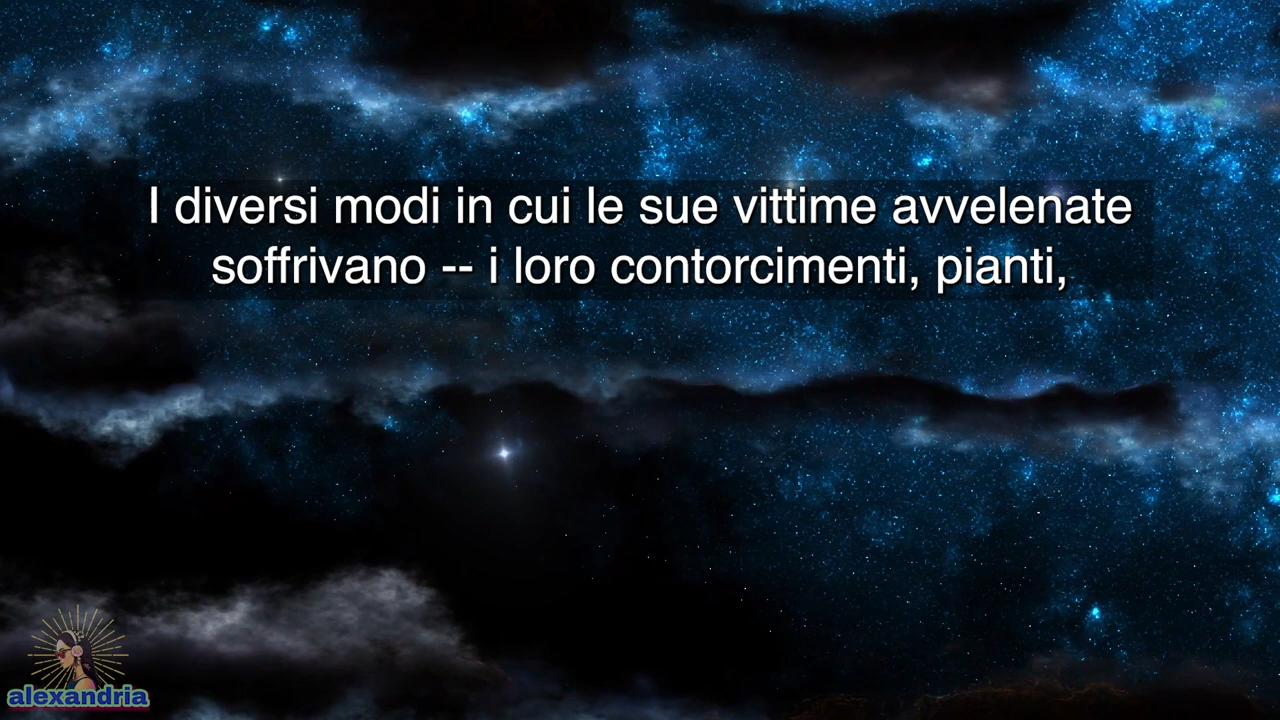 I diversi modi in cui le sue vittime avvelenate
soffrivano -- i loro contorcimenti, pianti,
alexandria